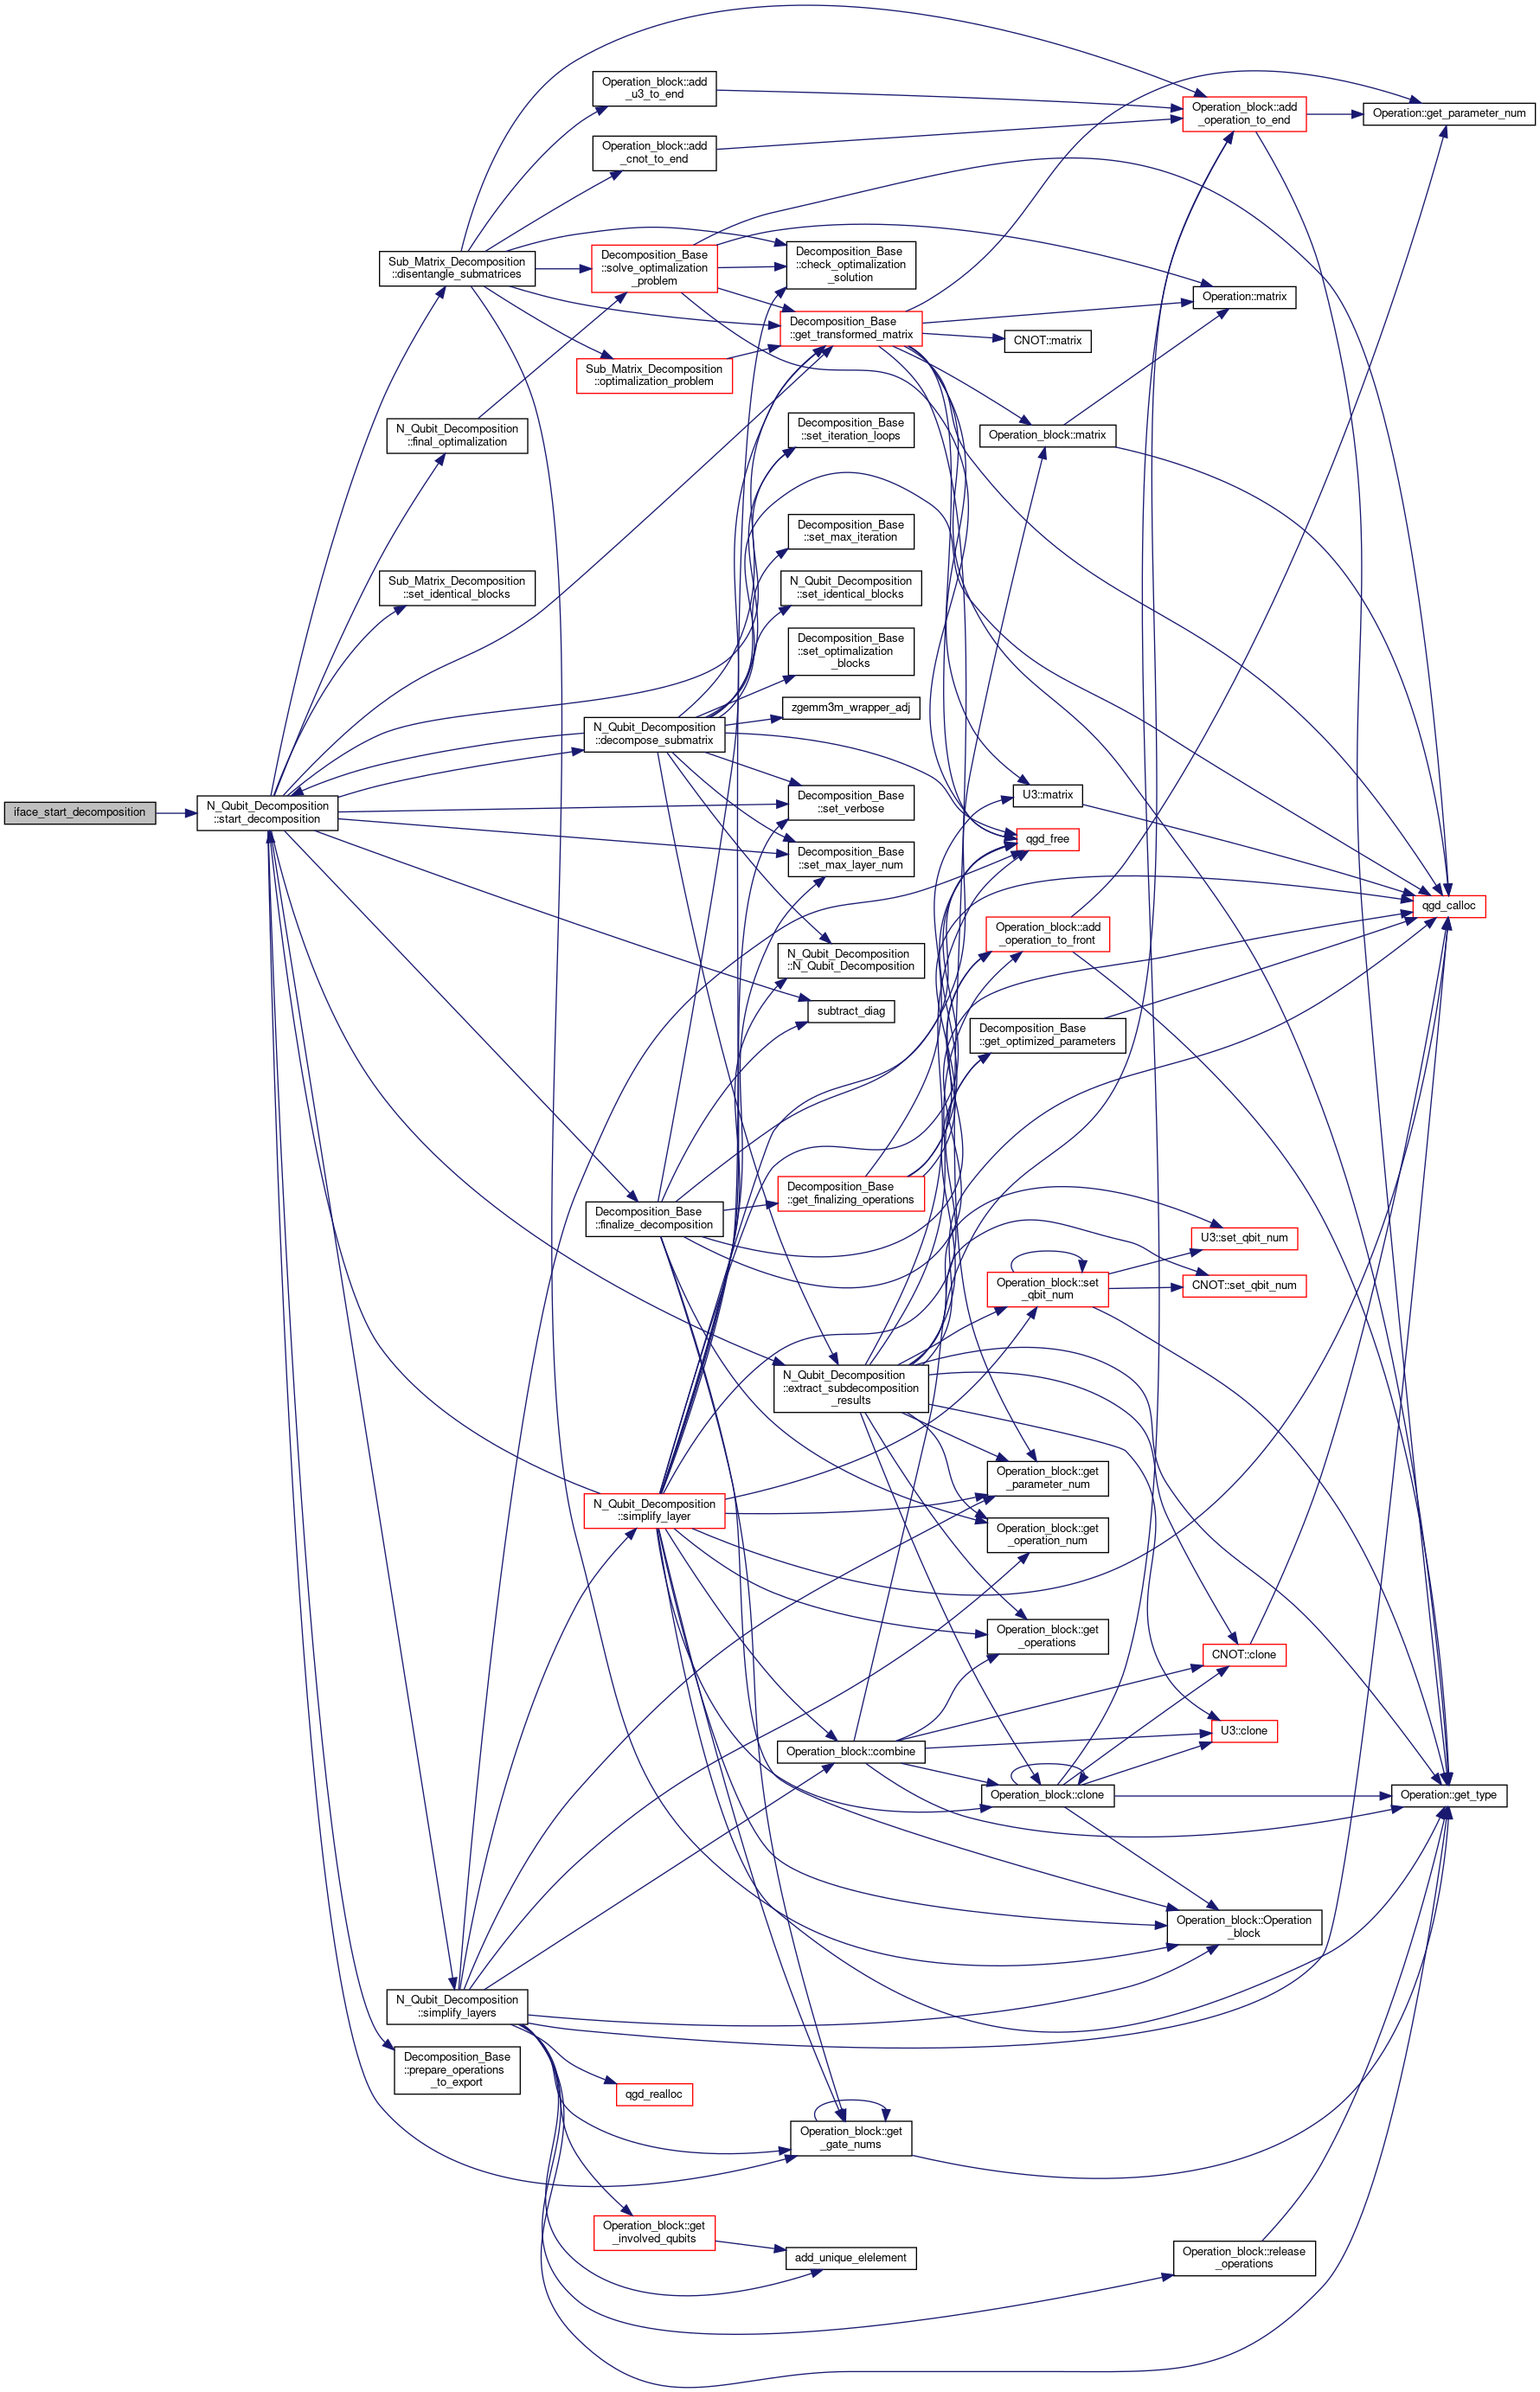 Operation_block::add
_u3_to_end
Operation_block::add
_operation_to_end
Operation::get_parameter_num
Operation_block::add
_cnot_to_end
Sub_Matrix_Decomposition
::disentangle_submatrices
Decomposition_Base
::solve_optimalization
_problem
Decomposition_Base
::check_optimalization
_solution
Operation::matrix
Decomposition_Base
::get_transformed_matrix
CNOT::matrix
Sub_Matrix_Decomposition
::optimalization_problem
N_Qubit_Decomposition
::final_optimalization
Decomposition_Base
::set_iteration_loops
Operation_block::matrix
Decomposition_Base
::set_max_iteration
Sub_Matrix_Decomposition
::set_identical_blocks
N_Qubit_Decomposition
::set_identical_blocks
Decomposition_Base
::set_optimalization
_blocks
zgemm3m_wrapper_adj
N_Qubit_Decomposition
::decompose_submatrix
iface_start_decomposition
N_Qubit_Decomposition
::start_decomposition
Decomposition_Base
::set_verbose
U3::matrix
qgd_free
Decomposition_Base
::set_max_layer_num
qgd_calloc
Operation_block::add
_operation_to_front
N_Qubit_Decomposition
::N_Qubit_Decomposition
subtract_diag
Decomposition_Base
::get_optimized_parameters
Decomposition_Base
::get_finalizing_operations
Decomposition_Base
::finalize_decomposition
U3::set_qbit_num
Operation_block::set
_qbit_num
CNOT::set_qbit_num
N_Qubit_Decomposition
::extract_subdecomposition
_results
Operation_block::get
_parameter_num
N_Qubit_Decomposition
::simplify_layer
Operation_block::get
_operation_num
Operation_block::get
_operations
CNOT::clone
U3::clone
Operation_block::combine
Operation_block::clone
Operation::get_type
Operation_block::Operation
_block
N_Qubit_Decomposition
::simplify_layers
Decomposition_Base
::prepare_operations
_to_export
qgd_realloc
Operation_block::get
_gate_nums
Operation_block::get
_involved_qubits
add_unique_elelement
Operation_block::release
_operations